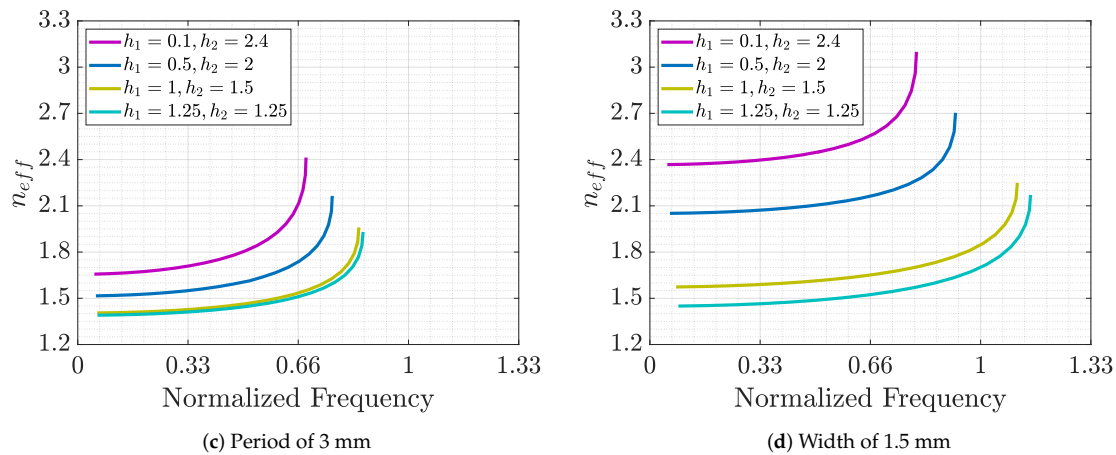 3.3
3
2.7
2.4
2.1
1.8
1.5
1.2
n_{eff}
h₁ = 0.1, h₂ = 2.4
h₁ = 0.5, h₂ = 2
h₁ = 1, h₂ = 1.5
h₁ = 1.25, h₂ = 1.25
0 0.33 0.66 1 1.33
Normalized Frequency
(c) Period of 3 mm
3.3
3
2.7
2.4
2.1
1.8
1.5
1.2
n_{eff}
h₁ = 0.1, h₂ = 2.4
h₁ = 0.5, h₂ = 2
h₁ = 1, h₂ = 1.5
h₁ = 1.25, h₂ = 1.25
0 0.33 0.66 1 1.33
Normalized Frequency
(d) Width of 1.5 mm